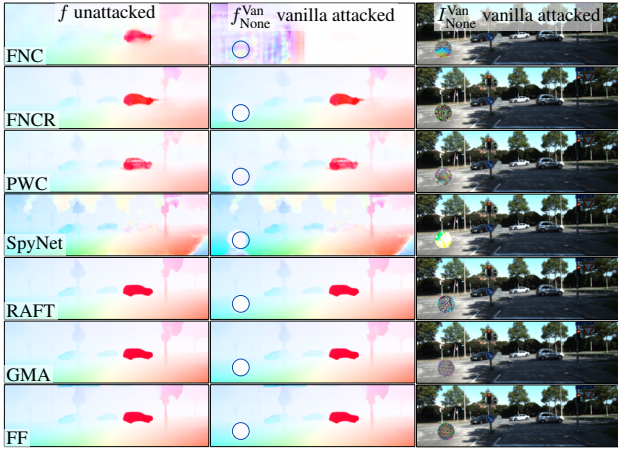 f unattacked
f^Van_None vanilla attacked
I^Van_None vanilla attacked
FNC
FNCR
PWC
SpyNet
RAFT
GMA
FF